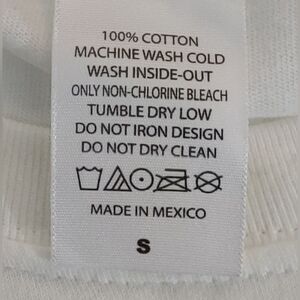 100% COTTON
MACHINE WASH COLD
WASH INSIDE-OUT
ONLY NON-CHLORINE BLEACH
TUMBLE DRY LOW
DO NOT IRON DESIGN
DO NOT DRY CLEAN
MADE IN MEXICO
S